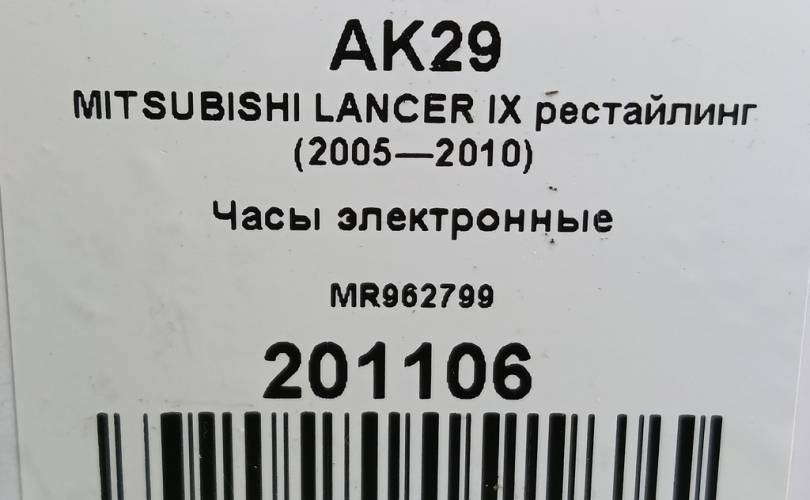 AK29
MITSUBISHI LANCER IX рестайлинг
(2005—2010)
Часы электронные
MR962799
201106